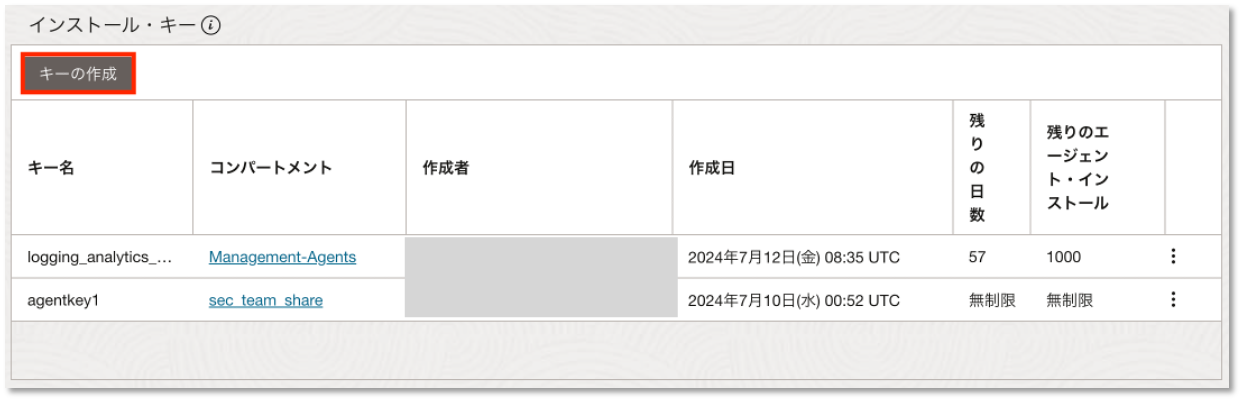 インストール・キー
キーの作成
キー名
コンパートメント
作成者
作成日
残
り
の
日
数
残りのエ
ージェン
ト・イン
ストール
logging_analytics_...
Management-Agents
2024年7月12日(金) 08:35 UTC
57
1000
agentkey1
sec_team_share
2024年7月10日(水) 00:52 UTC
無制限
無制限